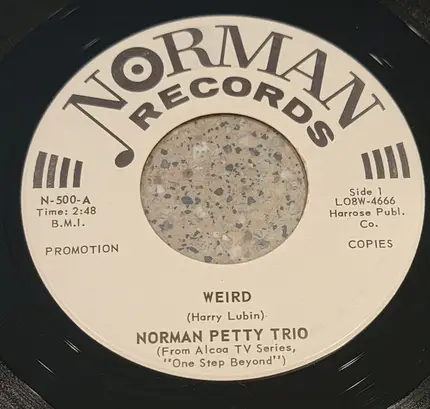 NORMAN
RECORDS
N-500-A
Time: 2:48
B.M.I.
PROMOTION
Side 1
LO8W-4666
Harrose Publ.
Co.
COPIES
WEIRD
(Harry Lubin)
NORMAN PETTY TRIO
(From Alcoa TV Series,
"One Step Beyond")